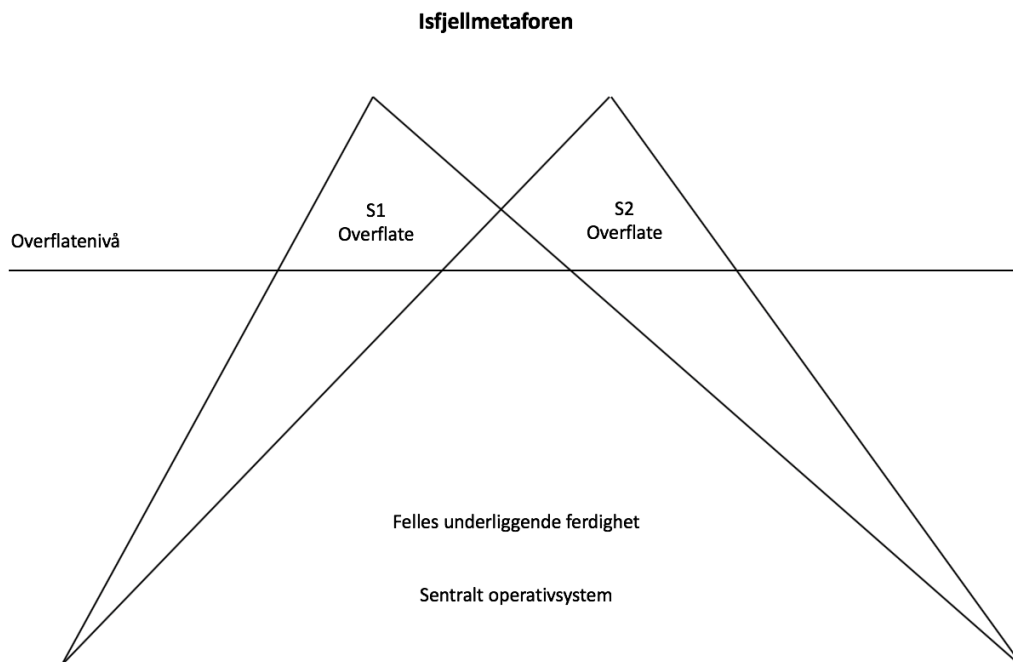 Isfjellmetaforen
S1
Overflate
S2
Overflate
Overflatenivå
Felles underliggende ferdighet
Sentralt operativsystem